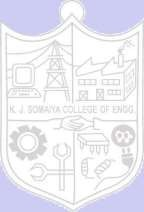 K. J. SOMAIYA COLLEGE OF ENGG.